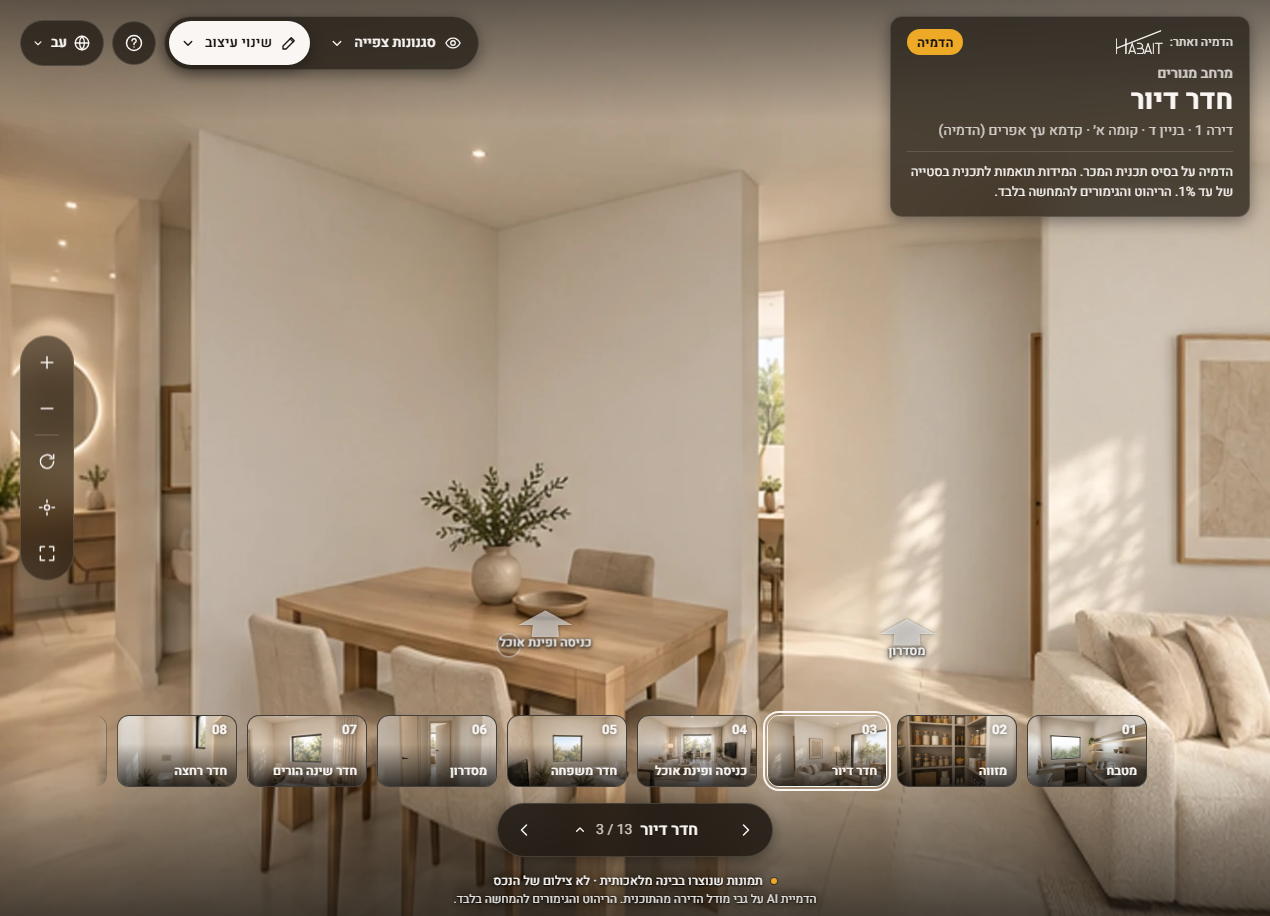 הדמיה ואתר: HABAIT
הדמיה
מרחב מגורים
חדר דיור
דירה 1 · בניין ד · קומה א' · קדמא עץ אפרים (הדמיה)
הדמיה על בסיס תכנית המכר. המידות תואמות לתכנית בסטייה
של עד 1%. הריהוט והגימורים להמחשה בלבד.
סגנונות צפייה
שינוי עיצוב
עב
כניסה ופינת אוכל
מסדרון
01
מטבח
02
מזווה
03
חדר דיור
04
כניסה ופינת אוכל
05
חדר משפחה
06
מסדרון
07
חדר שינה הורים
08
חדר רחצה
חדר דיור 3 / 13
תמונות שנוצרו בבינה מלאכותית · לא צילום של הנכס
הדמיית AI על גבי מודל הדירה מהתוכנית. הריהוט והגימורים להמחשה בלבד.